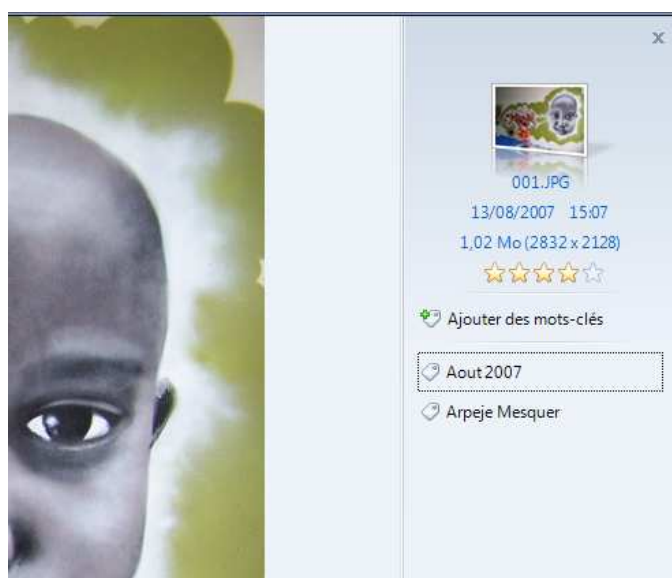 x
001.JPG
13/08/2007 15:07
1,02 Mo (2832 x 2128)
Ajouter des mots-clés
Aout 2007
Arpeje Mesquer